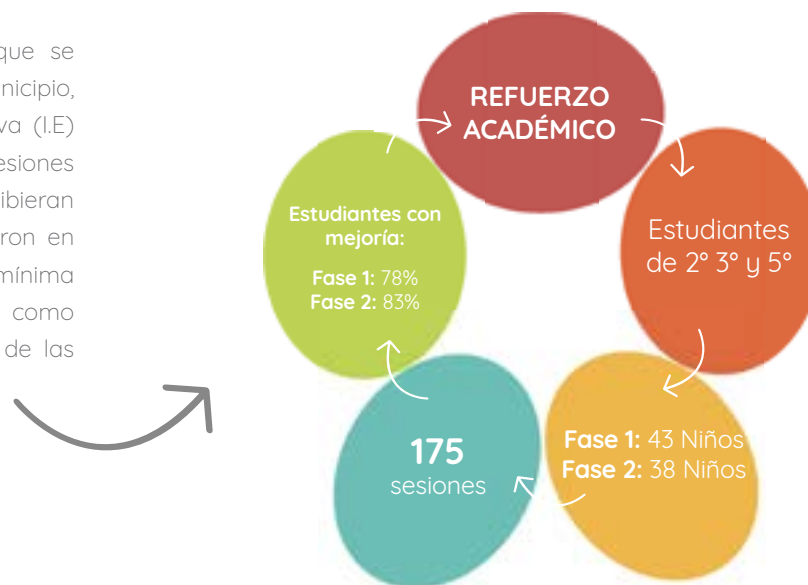 que se
nicipio,
va (I.E)
esiones
ibieran
ron en
mínima
como
de las
REFUERZO
ACADÉMICO
Estudiantes
de 2° 3° y 5°
Fase 1: 43 Niños
Fase 2: 38 Niños
175
sesiones
Estudiantes con
mejoría:
Fase 1: 78%
Fase 2: 83%